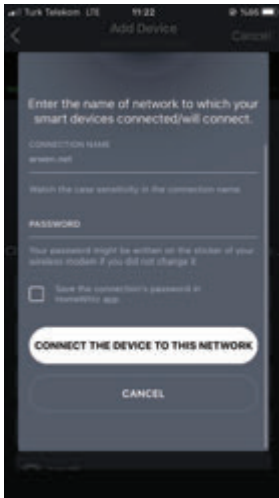 Turk Telekom LTE 11:22 %86
Add Device
Cancel
Enter the name of network to which your
smart devices connected/will connect.
CONNECTION NAME
Watch the case sensitivity in the connection name
PASSWORD
Your password might be written on the sticker of your
wireless modem if you did not change it
Save the connection's password in
app.
CONNECT THE DEVICE TO THIS NETWORK
CANCEL